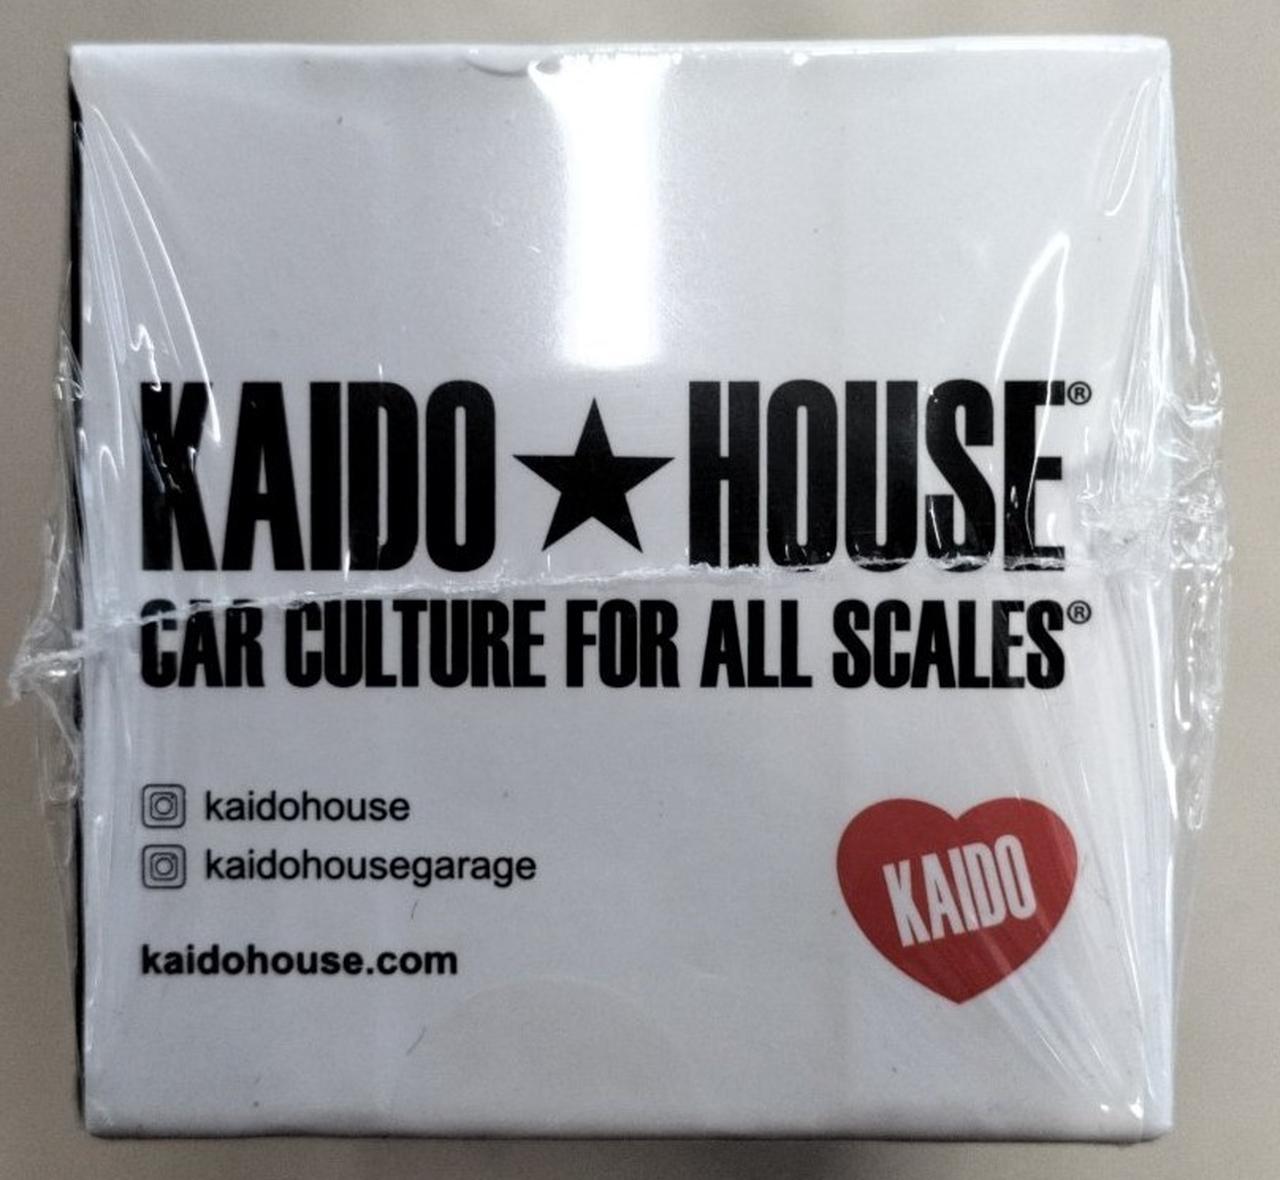 KAIDO★HOUSE®
CAR CULTURE FOR ALL SCALES®
kaidohouse
kaidohousegarage
kaidohouse.com
KAIDO